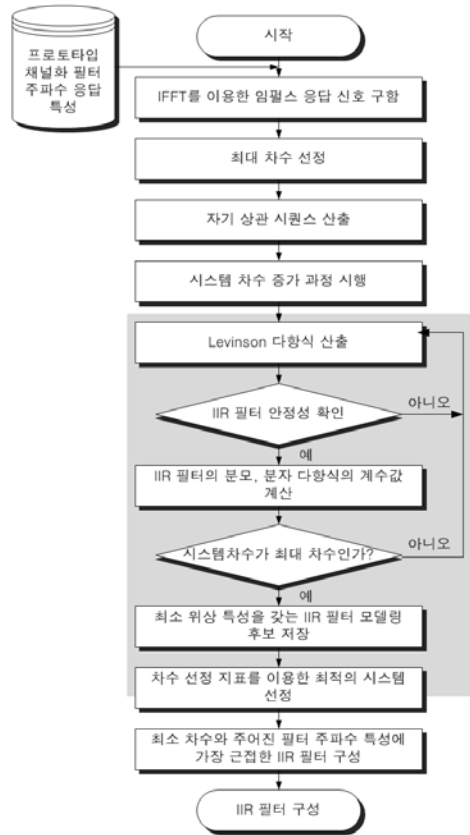 프로토타입
채널화 필터
주파수 응답
특성
시작
IFFT를 이용한 임펄스 응답 신호 구함
최대 차수 선정
자기 상관 시퀀스 산출
시스템 차수 증가 과정 시행
Levinson 다항식 산출
IIR 필터 안정성 확인
아니오
예
IIR 필터의 분모, 분자 다항식의 계수값
계산
시스템차수가 최대 차수인가?
아니오
예
최소 위상 특성을 갖는 IIR 필터 모델링
후보 저장
차수 선정 지표를 이용한 최적의 시스템
선정
최소 차수와 주어진 필터 주파수 특성에
가장 근접한 IIR 필터 구성
IIR 필터 구성